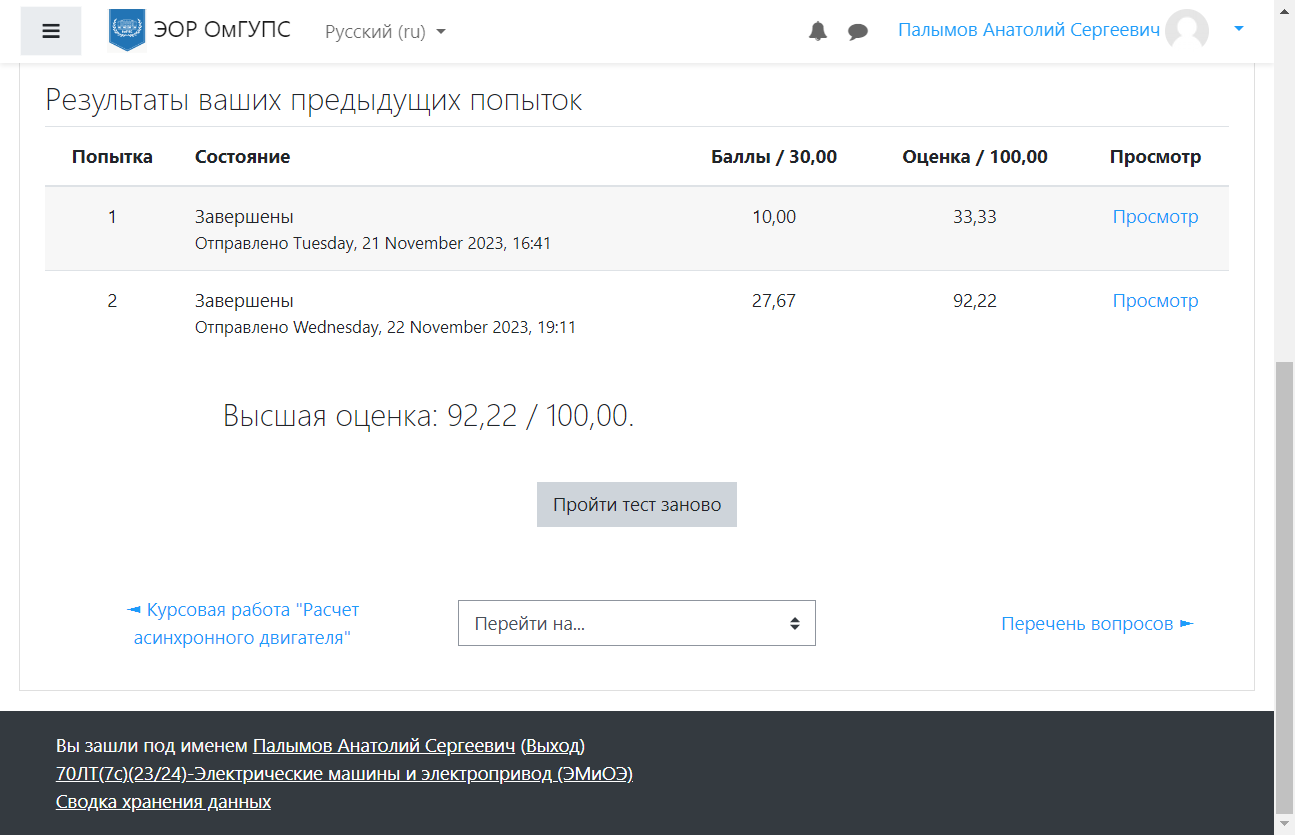 ЭОР ОмГУПС Русский (ru) Палымов Анатолий Сергеевич
Результаты ваших предыдущих попыток
Попытка Состояние Баллы / 30,00 Оценка / 100,00 Просмотр
1 Завершены 10,00 33,33 Просмотр
Отправлено Tuesday, 21 November 2023, 16:41
2 Завершены 27,67 92,22 Просмотр
Отправлено Wednesday, 22 November 2023, 19:11
Высшая оценка: 92,22 / 100,00.
Пройти тест заново
◄ Курсовая работа "Расчет
асинхронного двигателя"
Перейти на...
Перечень вопросов ►
Вы зашли под именем Палымов Анатолий Сергеевич (Выход)
70ЛТ(7с)(23/24)-Электрические машины и электропривод (ЭМиОЭ)
Сводка хранения данных